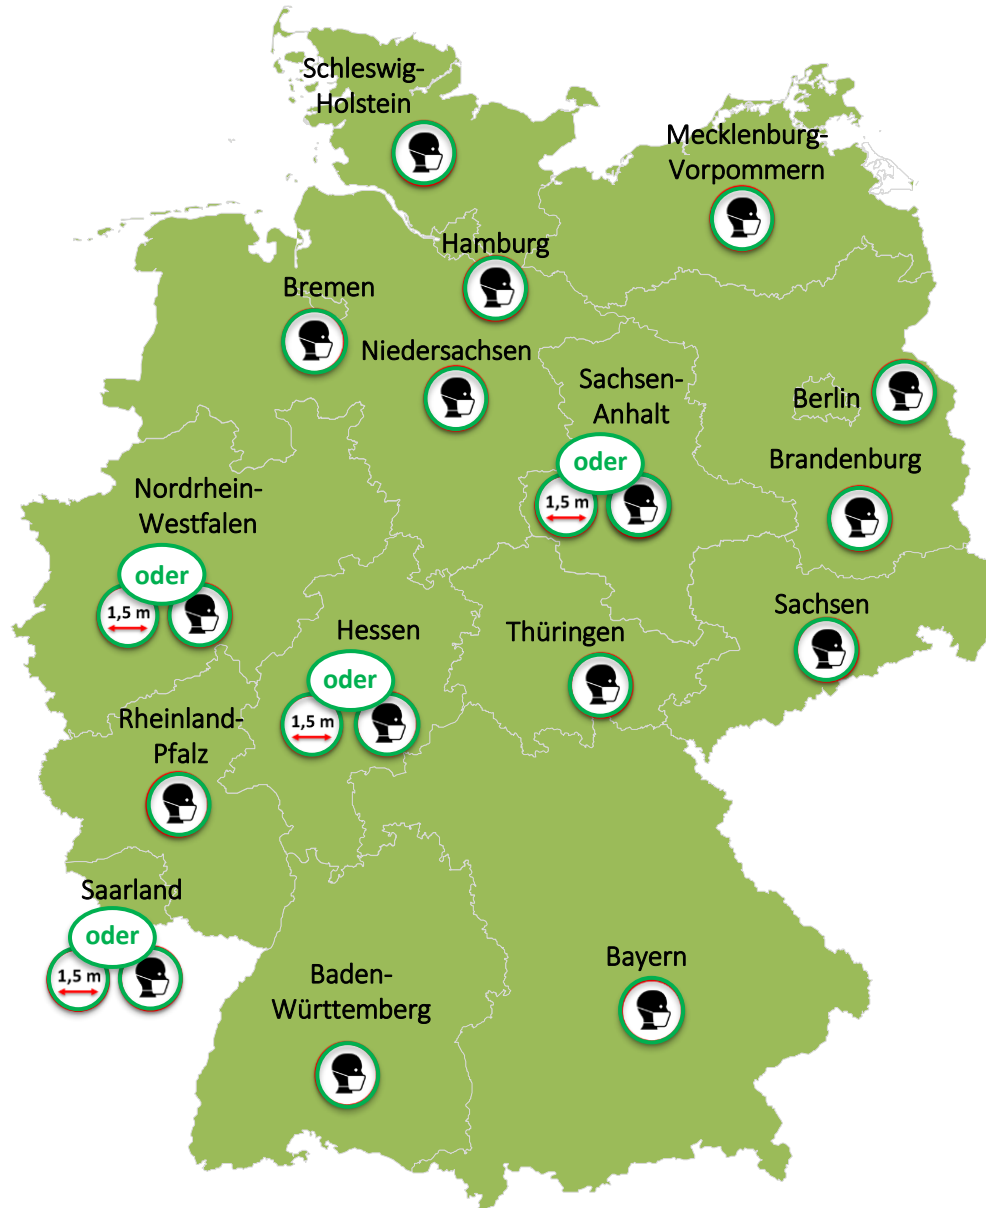 Schleswig-
Holstein
Mecklenburg-
Vorpommern
Hamburg
Bremen
Niedersachsen
Sachsen-
Anhalt
oder
1,5 m
Berlin
Brandenburg
Nordrhein-
Westfalen
oder
1,5 m
Hessen
oder
1,5 m
Thüringen
Sachsen
Rheinland-
Pfalz
Saarland
oder
1,5 m
Baden-
Württemberg
Bayern